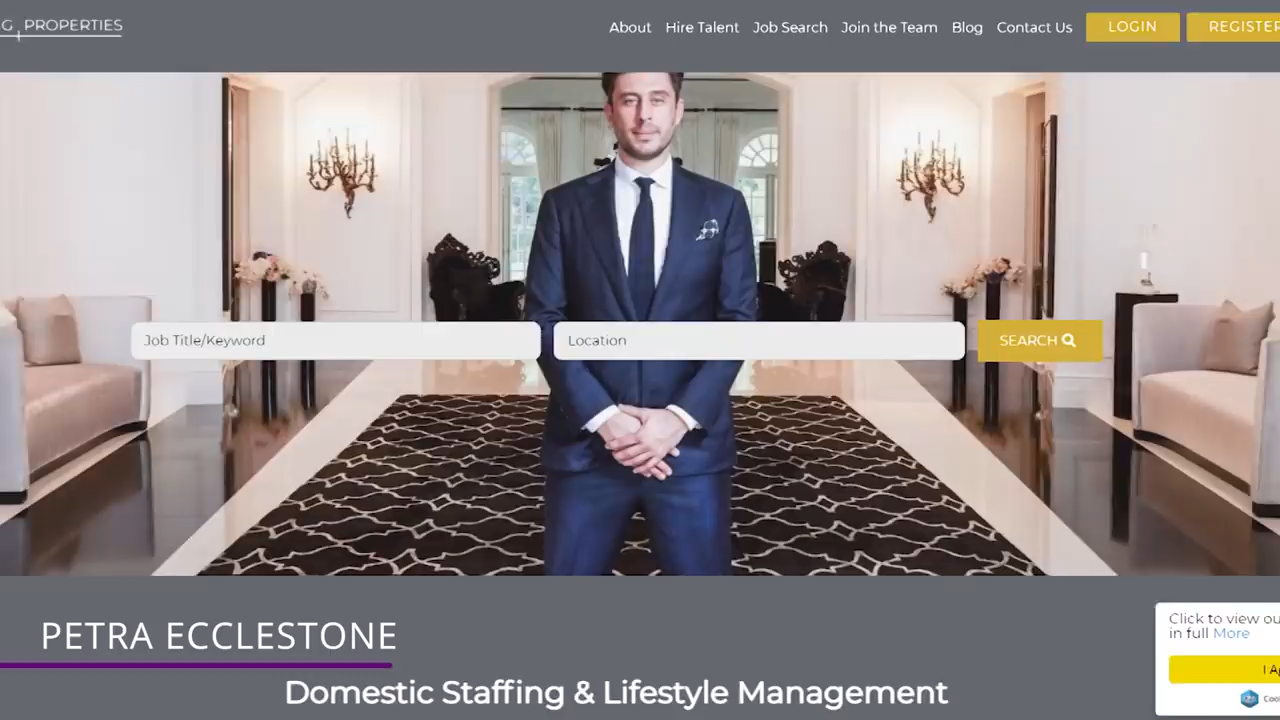 PROPERTIES
About Hire Talent Job Search Join the Team Blog Contact Us LOGIN REGISTER
Job Title/Keyword Location SEARCH
PETRA ECCLESTONE
Click to view
in full More
Domestic Staffing & Lifestyle Management